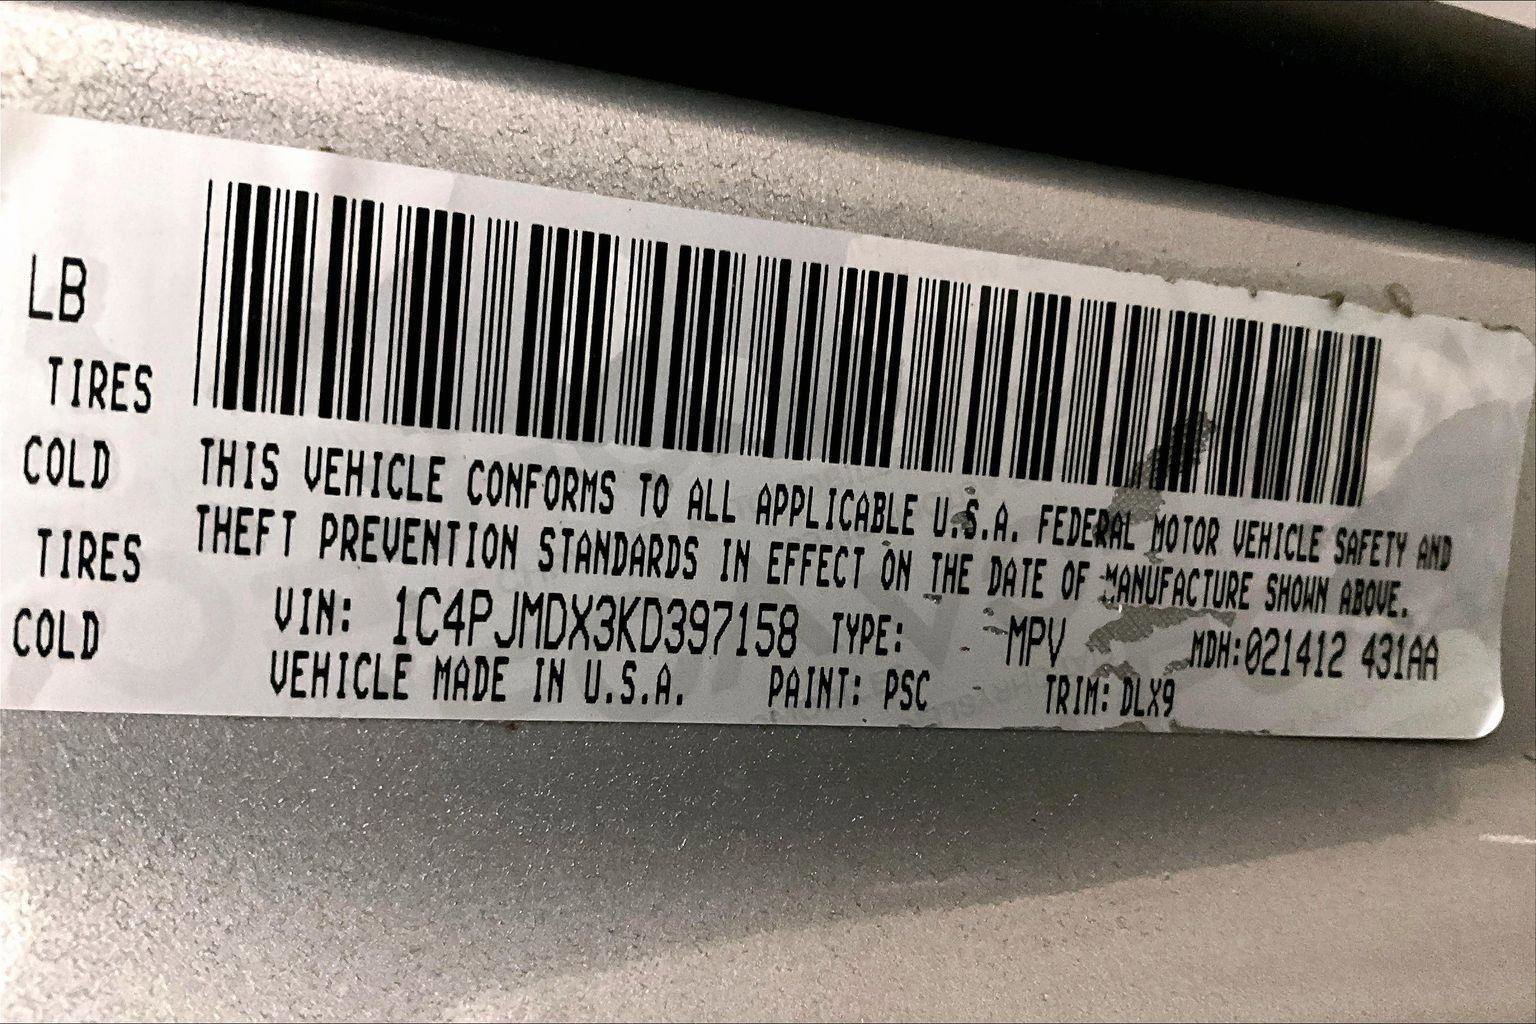 LB
TIRES
COLD
TIRES
COLD
THIS VEHICLE CONFORMS TO ALL APPLICABLE U.S.A. FEDERAL MOTOR VEHICLE SAFETY AND
THEFT PREVENTION STANDARDS IN EFFECT ON THE DATE OF MANUFACTURE SHOWN ABOVE.
VIN: 1C4PJMDX3KD397158 TYPE: MPV MDH:021412 431AA
VEHICLE MADE IN U.S.A. PAINT: PSC TRIM: DLX9